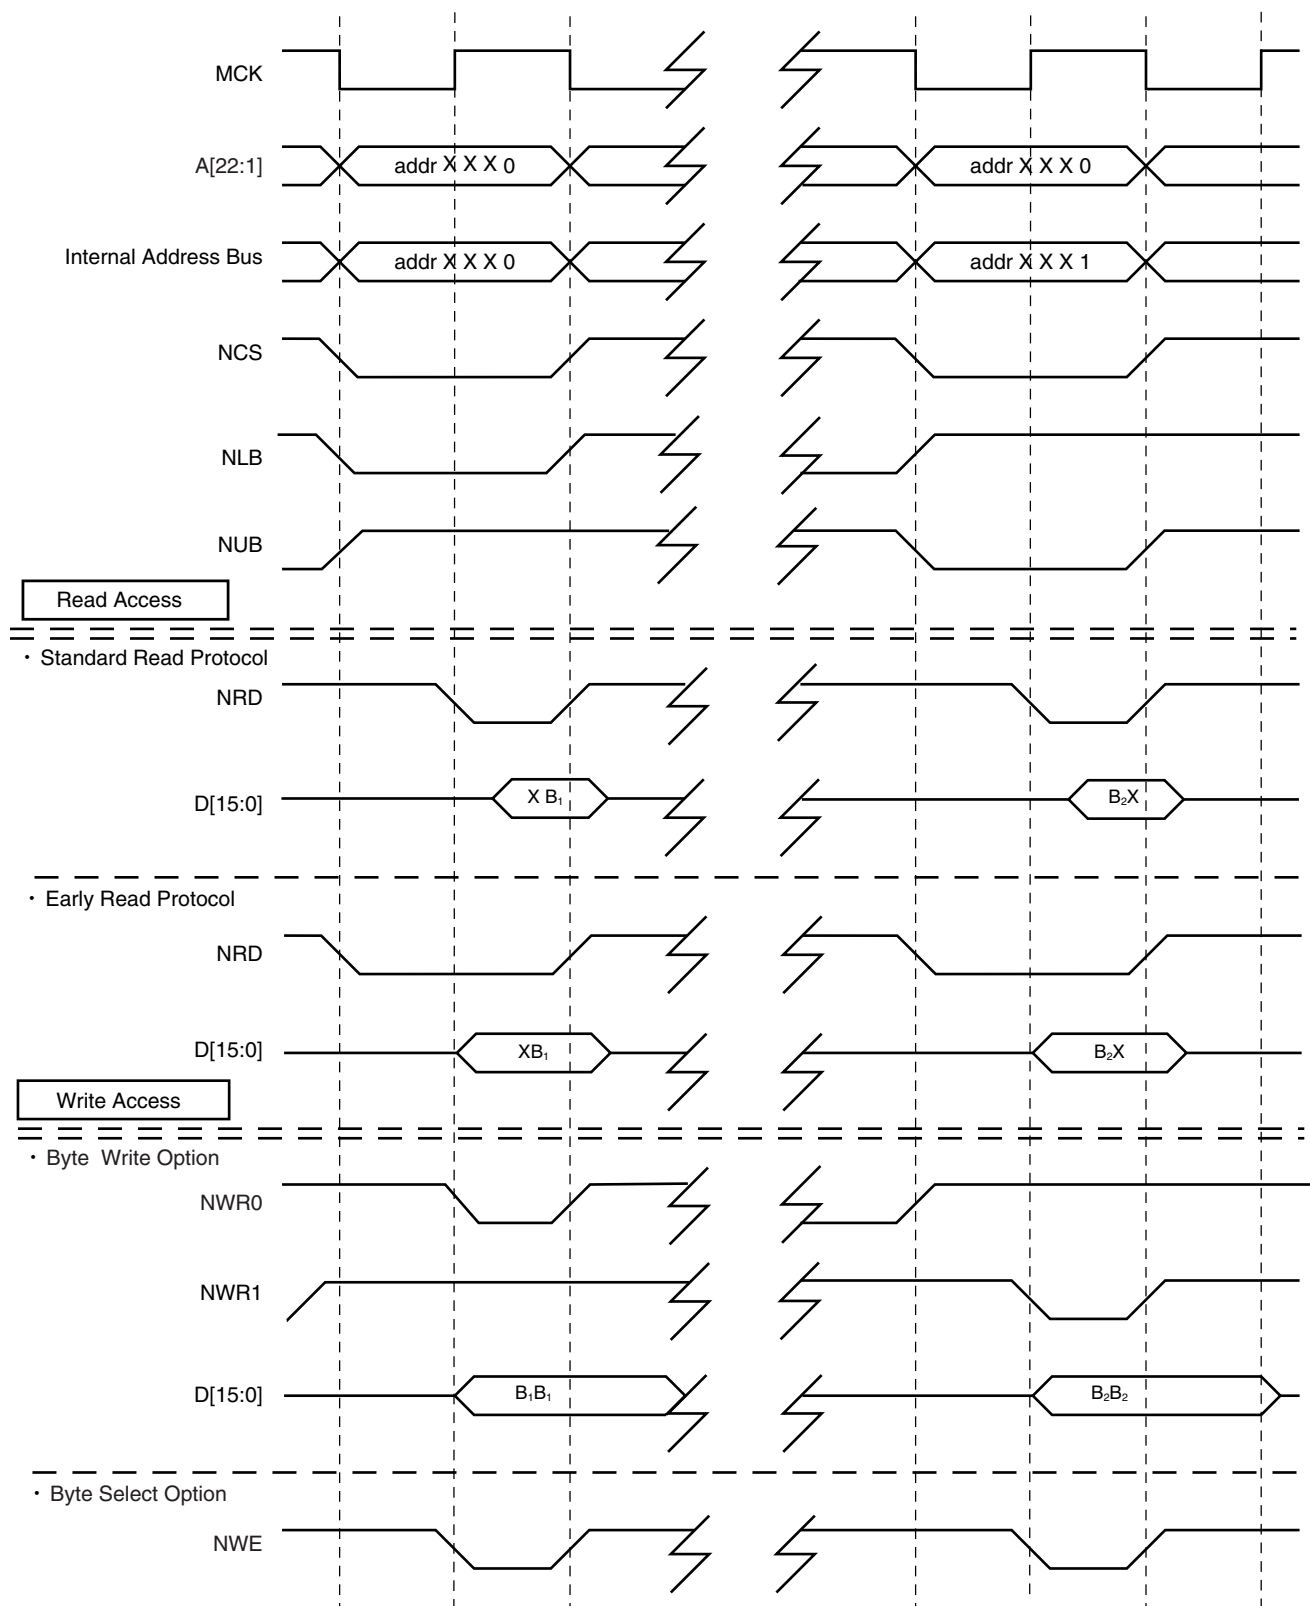 MCK
A[22:1] addr X X X 0 addr X X X 0
Internal Address Bus addr X X X 0 addr X X X 1
NCS
NLB
NUB
Read Access
· Standard Read Protocol
NRD
D[15:0] X B₁ B₂X
· Early Read Protocol
NRD
D[15:0] XB₁ B₂X
Write Access
· Byte Write Option
NWR0
NWR1
D[15:0] B₁B₁ B₂B₂
· Byte Select Option
NWE